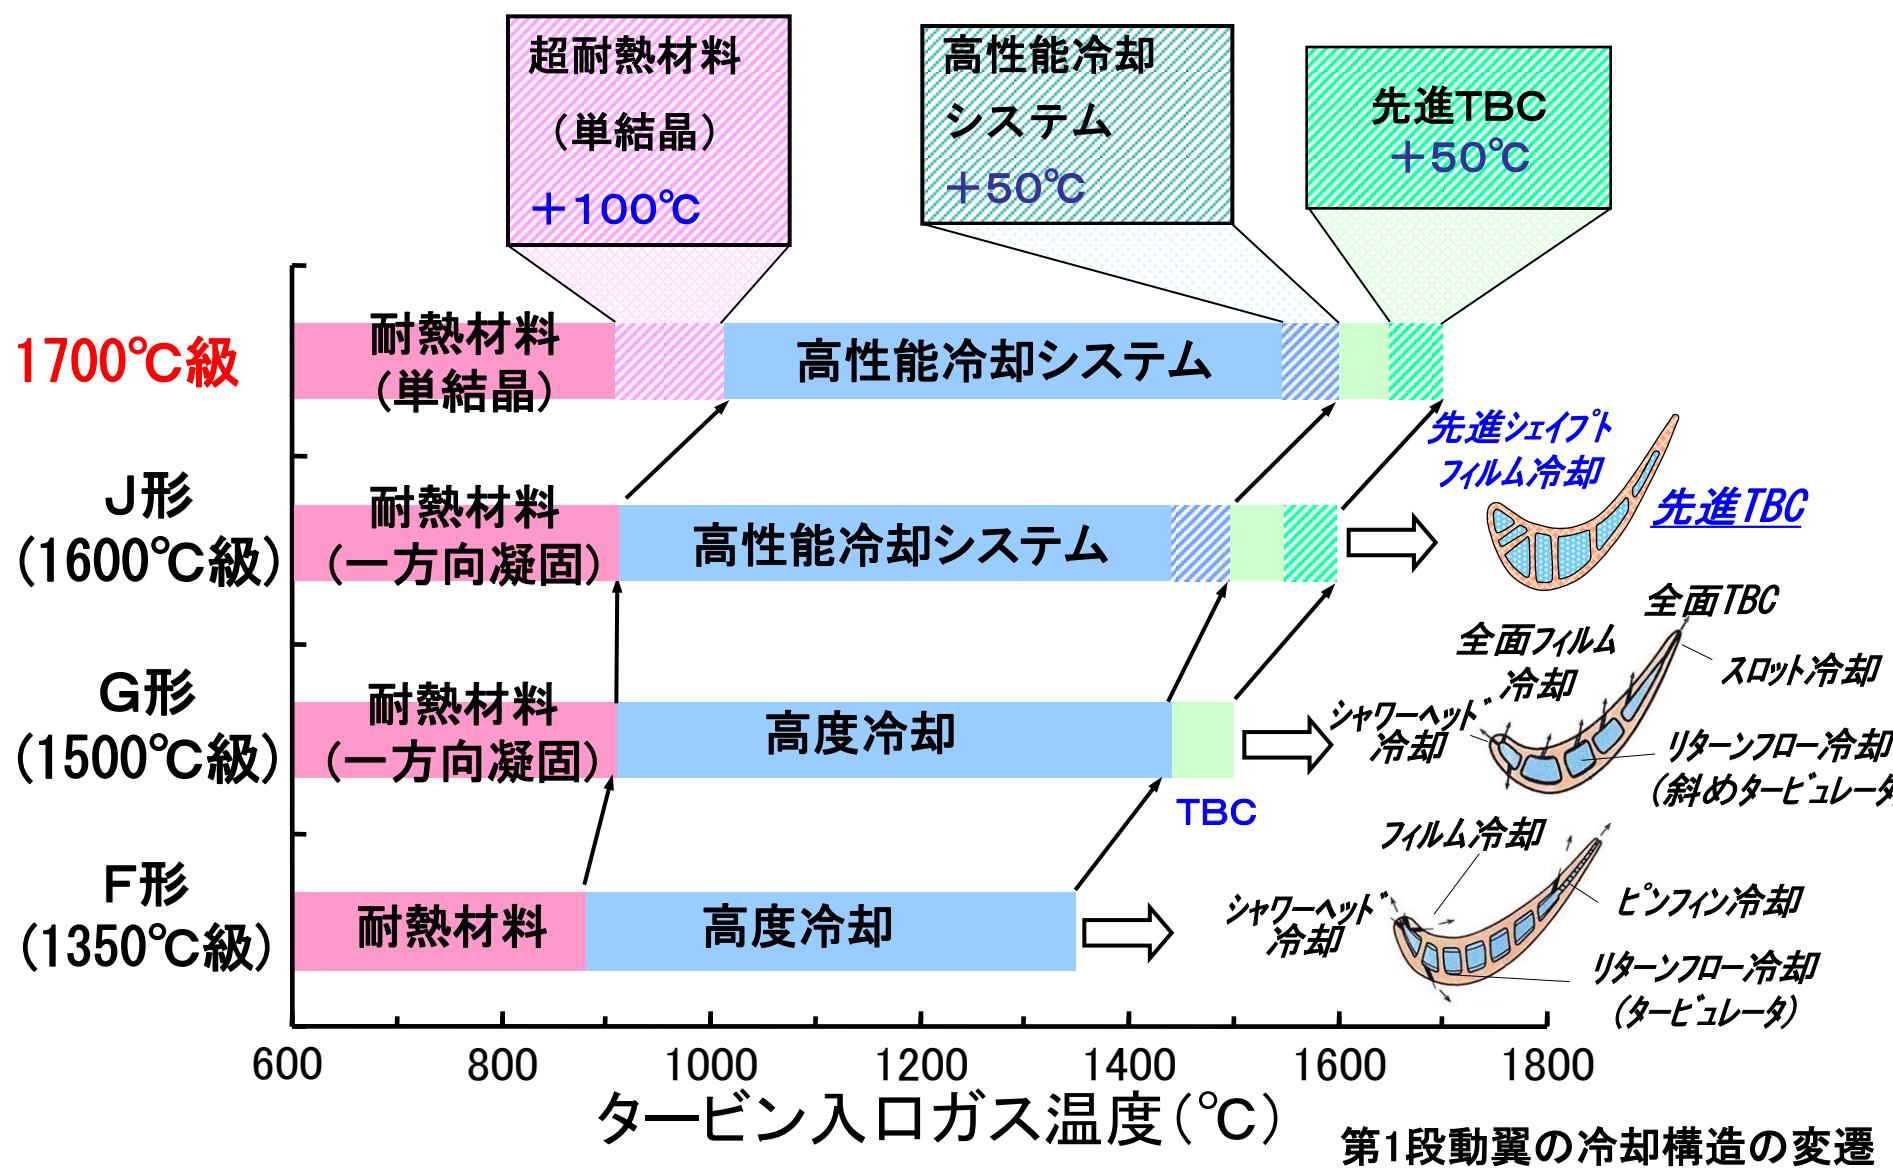 超耐熱材料
（単結晶）
＋100℃
高性能冷却
システム
＋50℃
先進TBC
＋50℃
1700℃級
耐熱材料
（単結晶）
高性能冷却システム
J形
(1600℃級)
耐熱材料
(一方向凝固)
高性能冷却システム
先進シェイプト
フィルム冷却
先進TBC
G形
(1500℃級)
耐熱材料
(一方向凝固)
高度冷却
TBC
全面TBC
全面フィルム
冷却
スロット冷却
シャワーヘッド
冷却
リターンフロー冷却
(斜めタービュレータ
F形
(1350℃級)
耐熱材料
高度冷却
フィルム冷却
シャワーヘッド
冷却
ピンフィン冷却
リターンフロー冷却
(タービュレータ)
600 800 1000 1200 1400 1600 1800
タービン入口ガス温度(℃)
第1段動翼の冷却構造の変遷